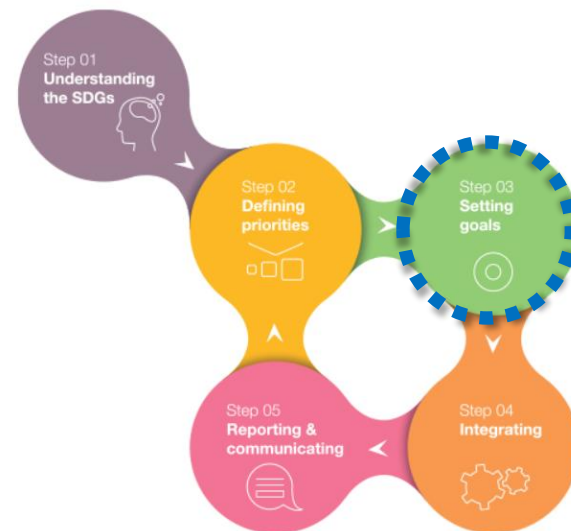 Step 01
Understanding
the SDGs
Step 02
Defining
priorities
Step 03
Setting
goals
Step 05
Reporting &
communicating
Step 04
Integrating